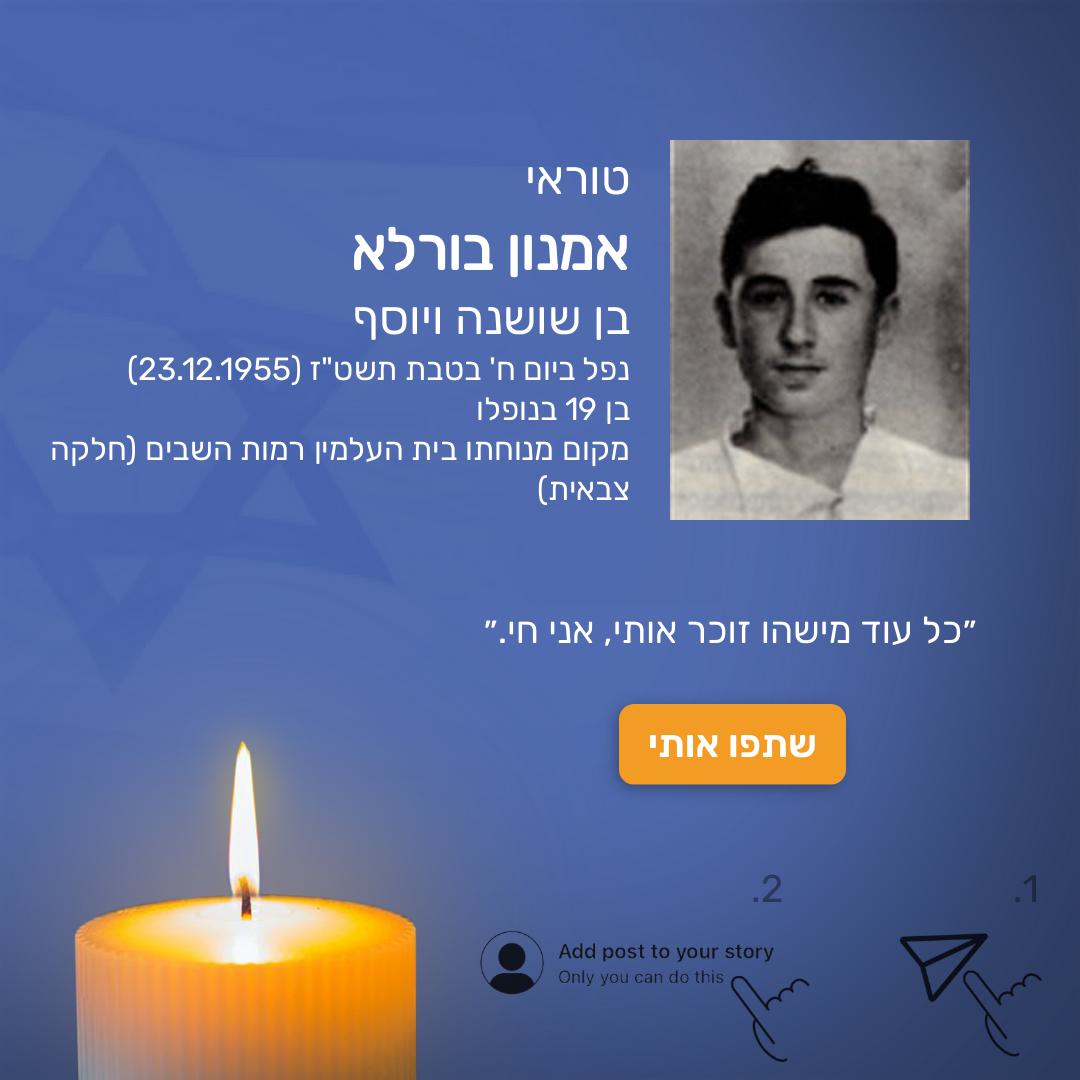 טוראי
אמנון בורלא
בן שושנה ויוסף
נפל ביום ח' בטבת תשט"ז (23.12.1955)
בן 19 בנופלו
מקום מנוחתו בית העלמין רמות השבים (חלקה
צבאית)
״כל עוד מישהו זוכר אותי, אני חי.״
שתפו אותי
1.
2.
Add post to your story
Only you can do this